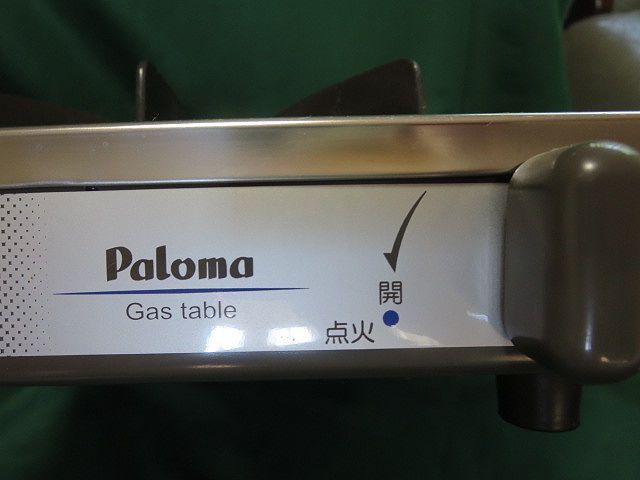 Paloma
Gas table
開
点火